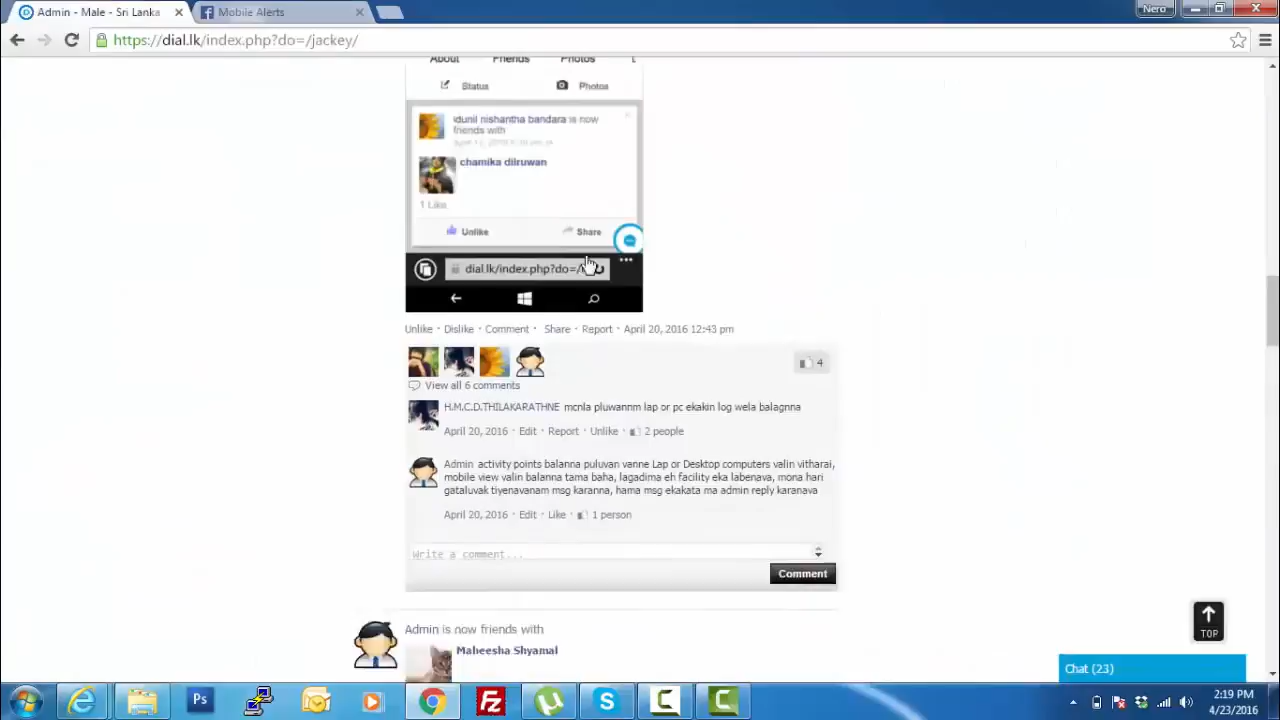 Admin - Male - Sri Lanka
Mobile Alerts
Nero
https://dial.lk/index.php?do=/jackey/
About Friends Photos
Status Photos
dunil nishantha bandara is now
friends with
chamika dilruwan
1 Like
Unlike Share
dial.lk/index.php?do=/
Unlike · Dislike · Comment · Share · Report · April 20, 2016 12:43 pm
4
View all 6 comments
H.M.C.D.THILAKARATHNE mcnla pluwannm lap or pc ekakin log wela balagnna
April 20, 2016 · Edit · Report · Unlike · 2 people
Admin activity points balanna puluvan vanne Lap or Desktop computers valin vitharai,
mobile view valin balanna tama baha, lagadima eh facility eka labenava, mona hari
gataluvak tiyenavanam msg karanna, hama msg ekakata ma admin reply karanava
April 20, 2016 · Edit · Like · 1 person
Write a comment...
Comment
Admin is now friends with
Maheesha Shyamal
TOP
Chat (23)
Ps
Fz
2:19 PM
4/23/2016